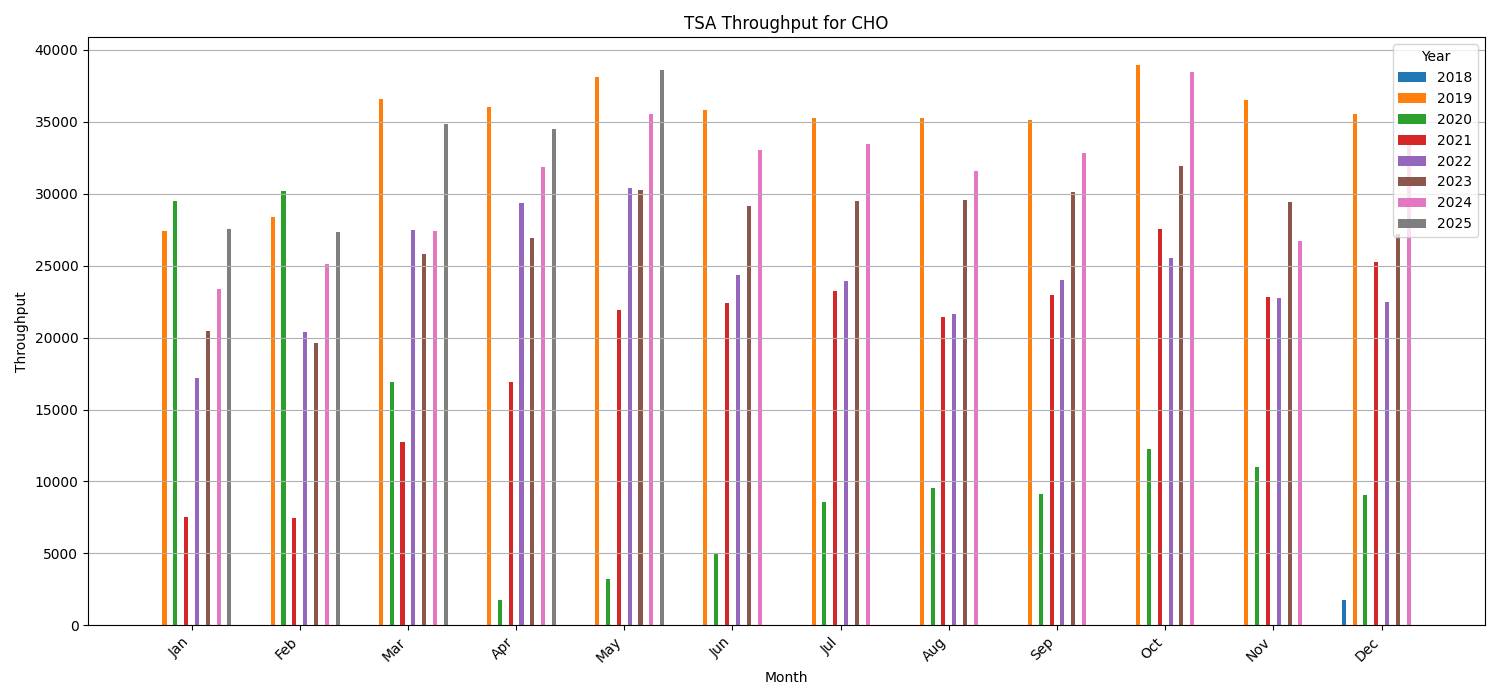 TSA Throughput for CHO
40000
35000
30000
25000
20000
15000
10000
5000
0
Throughput
Jan
Feb
Mar
Apr
May
Jun
Jul
Aug
Sep
Oct
Nov
Dec
Month
Year
2018
2019
2020
2021
2022
2023
2024
2025